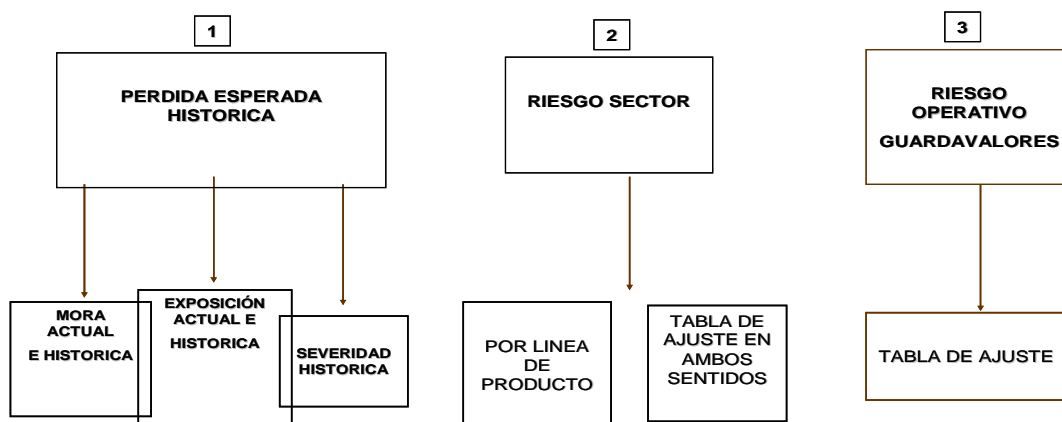 1
PERDIDA ESPERADA
HISTORICA
MORA
ACTUAL
E HISTORICA
EXPOSICIÓN
ACTUAL E
HISTORICA
SEVERIDAD
HISTORICA
2
RIESGO SECTOR
POR LINEA
DE
PRODUCTO
TABLA DE
AJUSTE EN
AMBOS
SENTIDOS
3
RIESGO
OPERATIVO
GUARDAVALORES
TABLA DE AJUSTE